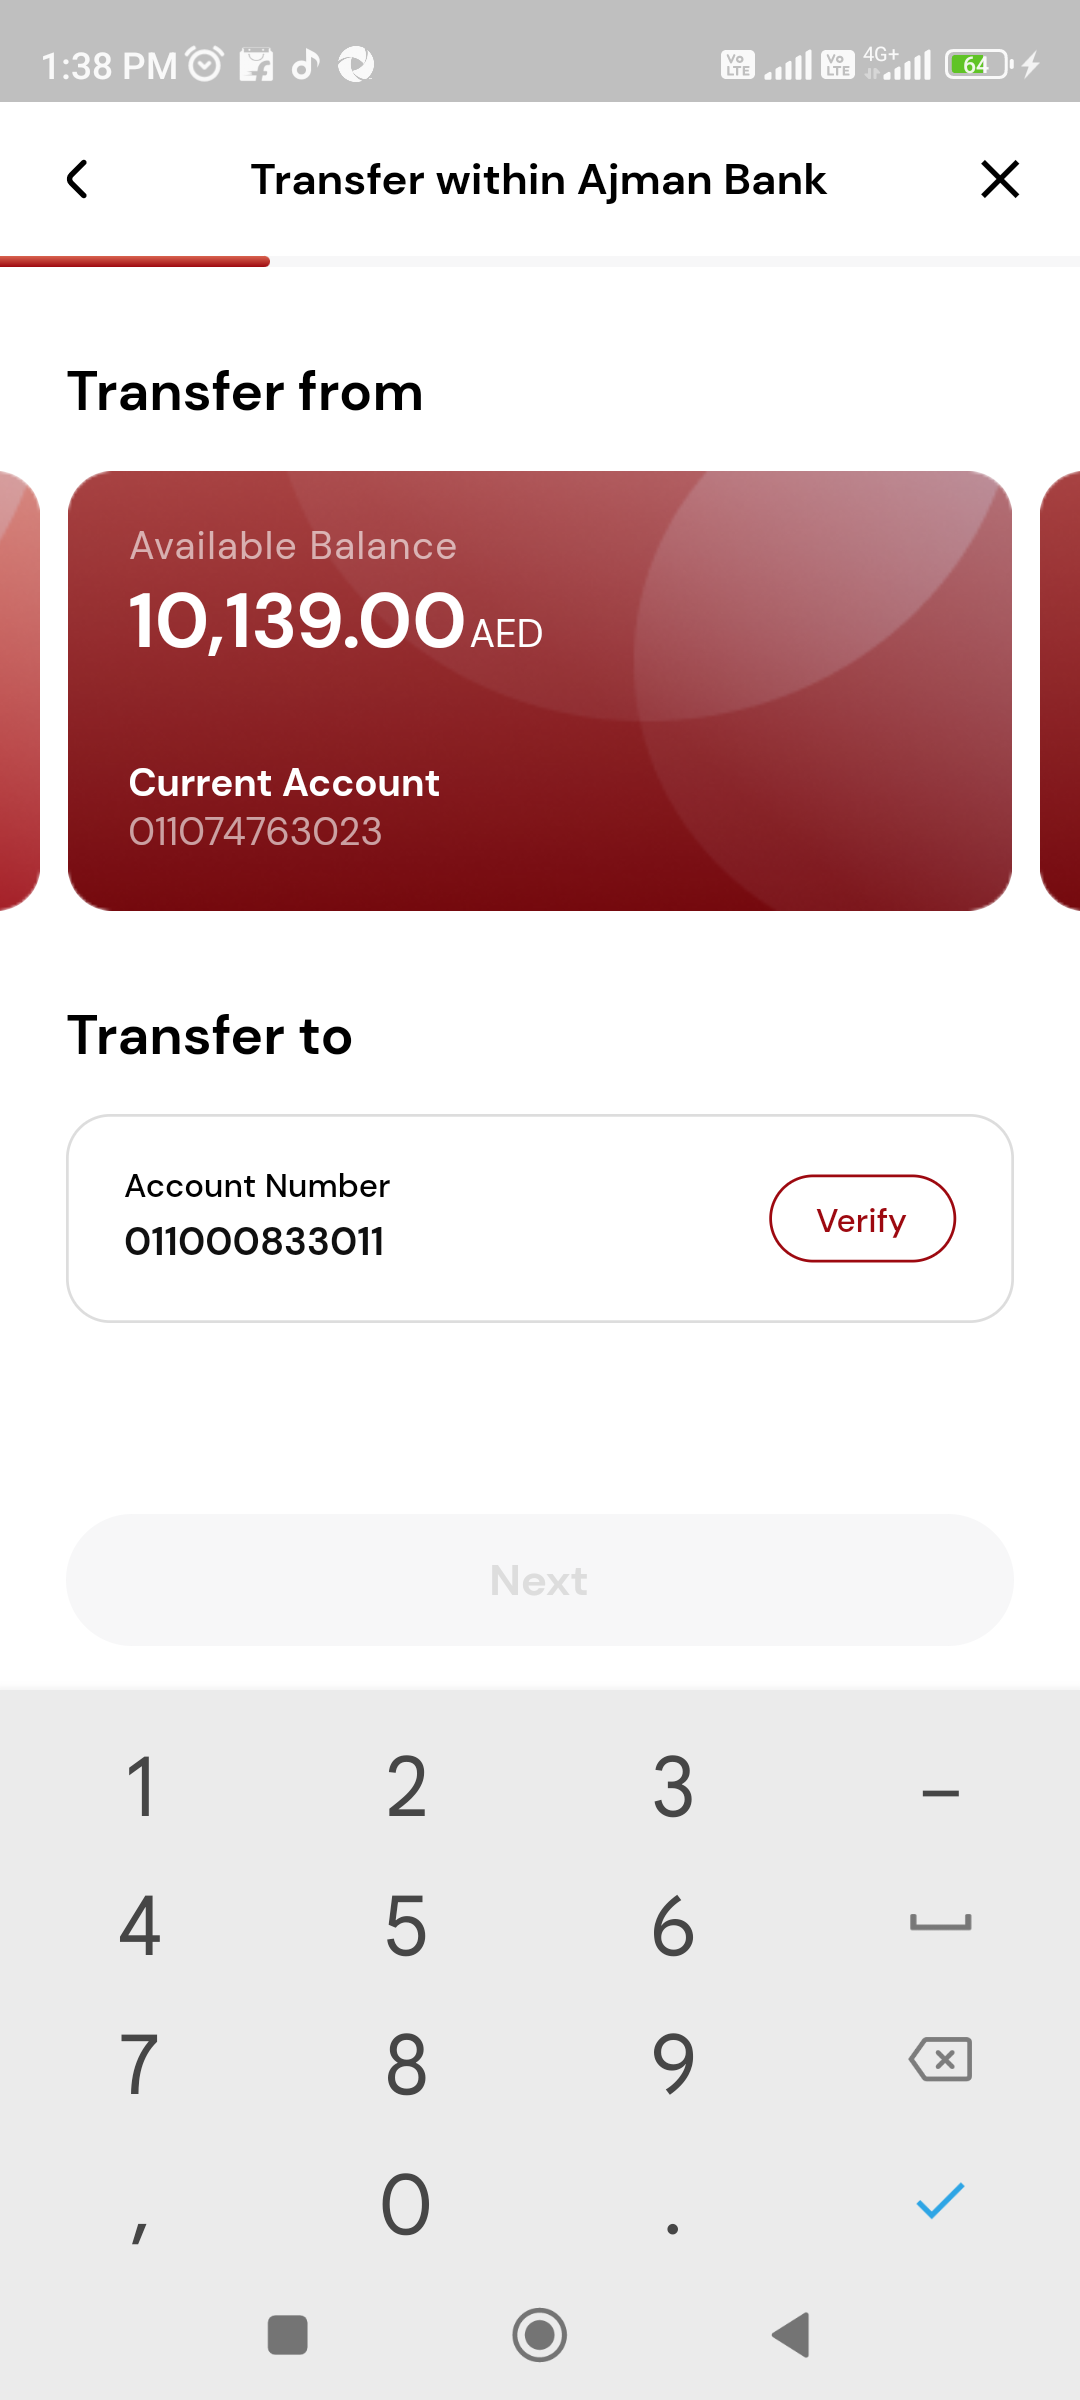 1:38 PM
Vo LTE Vo LTE 4G+ 64
Transfer within Ajman Bank
Transfer from
Available Balance
10,139.00 AED
Current Account
011074763023
Transfer to
Account Number
011000833011
Verify
Next
1 2 3 –
4 5 6
7 8 9
, 0 .